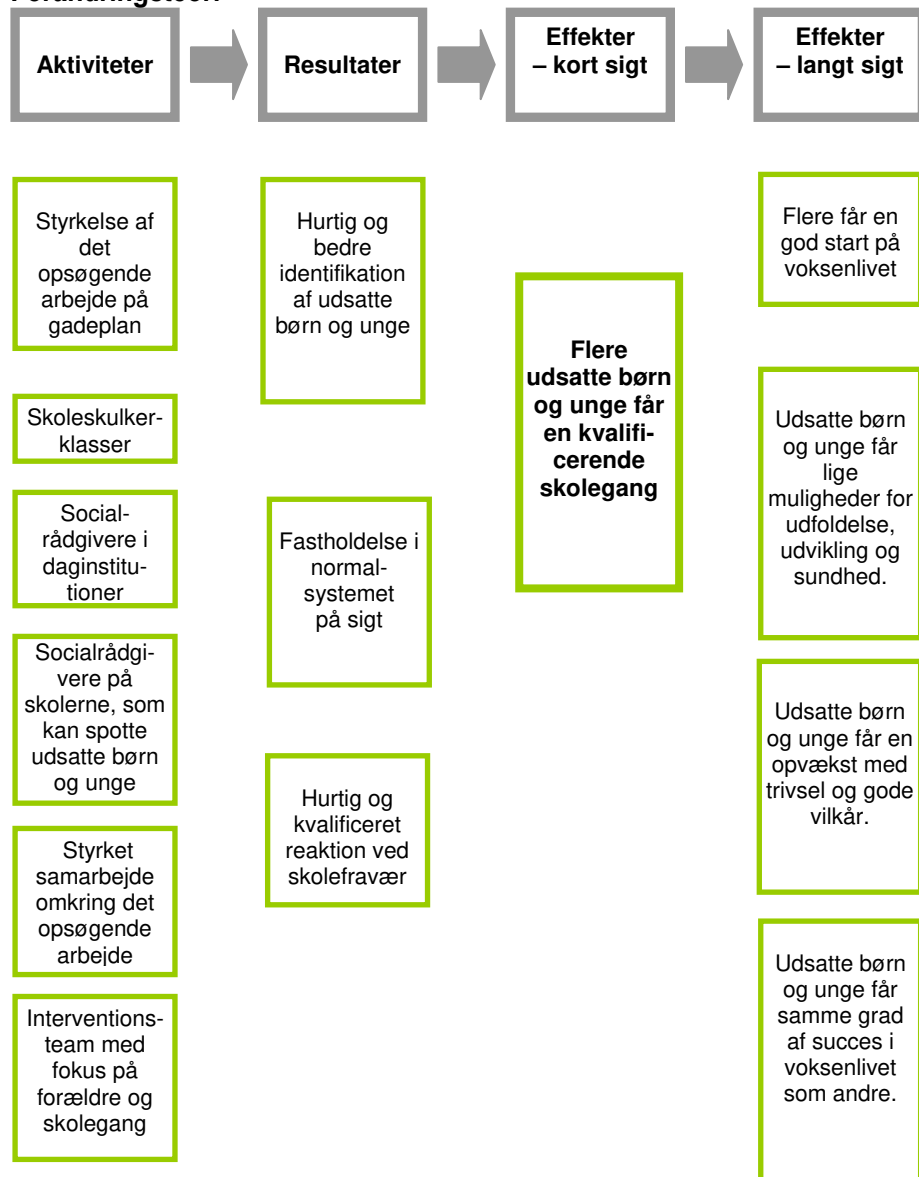 Aktiviteter
Resultater
Effekter
– kort sigt
Effekter
– langt sigt
Styrkelse af
det
opsøgende
arbejde på
gadeplan
Skoleskulker-
klasser
Social-
rådgivere i
daginstitu-
tioner
Socialrådgi-
vere på
skolerne, som
kan spotte
udsatte børn
og unge
Styrket
samarbejde
omkring det
opsøgende
arbejde
Interventions-
team med
fokus på
forældre og
skolegang
Hurtig og
bedre
identifikation
af udsatte
børn og unge
Fastholdelse i
normal-
systemet
på sigt
Hurtig og
kvalificeret
reaktion ved
skolefravær
Flere
udsatte børn
og unge får
en kvalifi-
cerende
skolegang
Flere får en
god start på
voksenlivet
Udsatte børn
og unge får
lige
muligheder for
udfoldelse,
udvikling og
sundhed.
Udsatte børn
og unge får en
opvækst med
trivsel og gode
vilkår.
Udsatte børn
og unge får
samme grad
af succes i
voksenlivet
som andre.